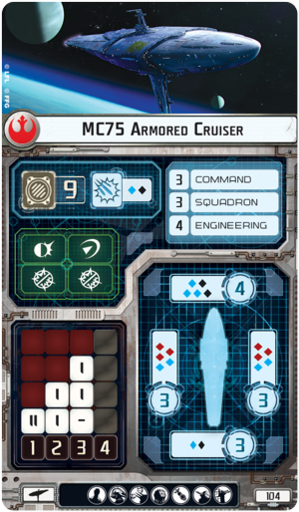 © LFL © FFG
MC75 ARMORED CRUISER
9
3 COMMAND
3 SQUADRON
4 ENGINEERING
4
3
3
3
I
I I
II I -
1 2 3 4
104